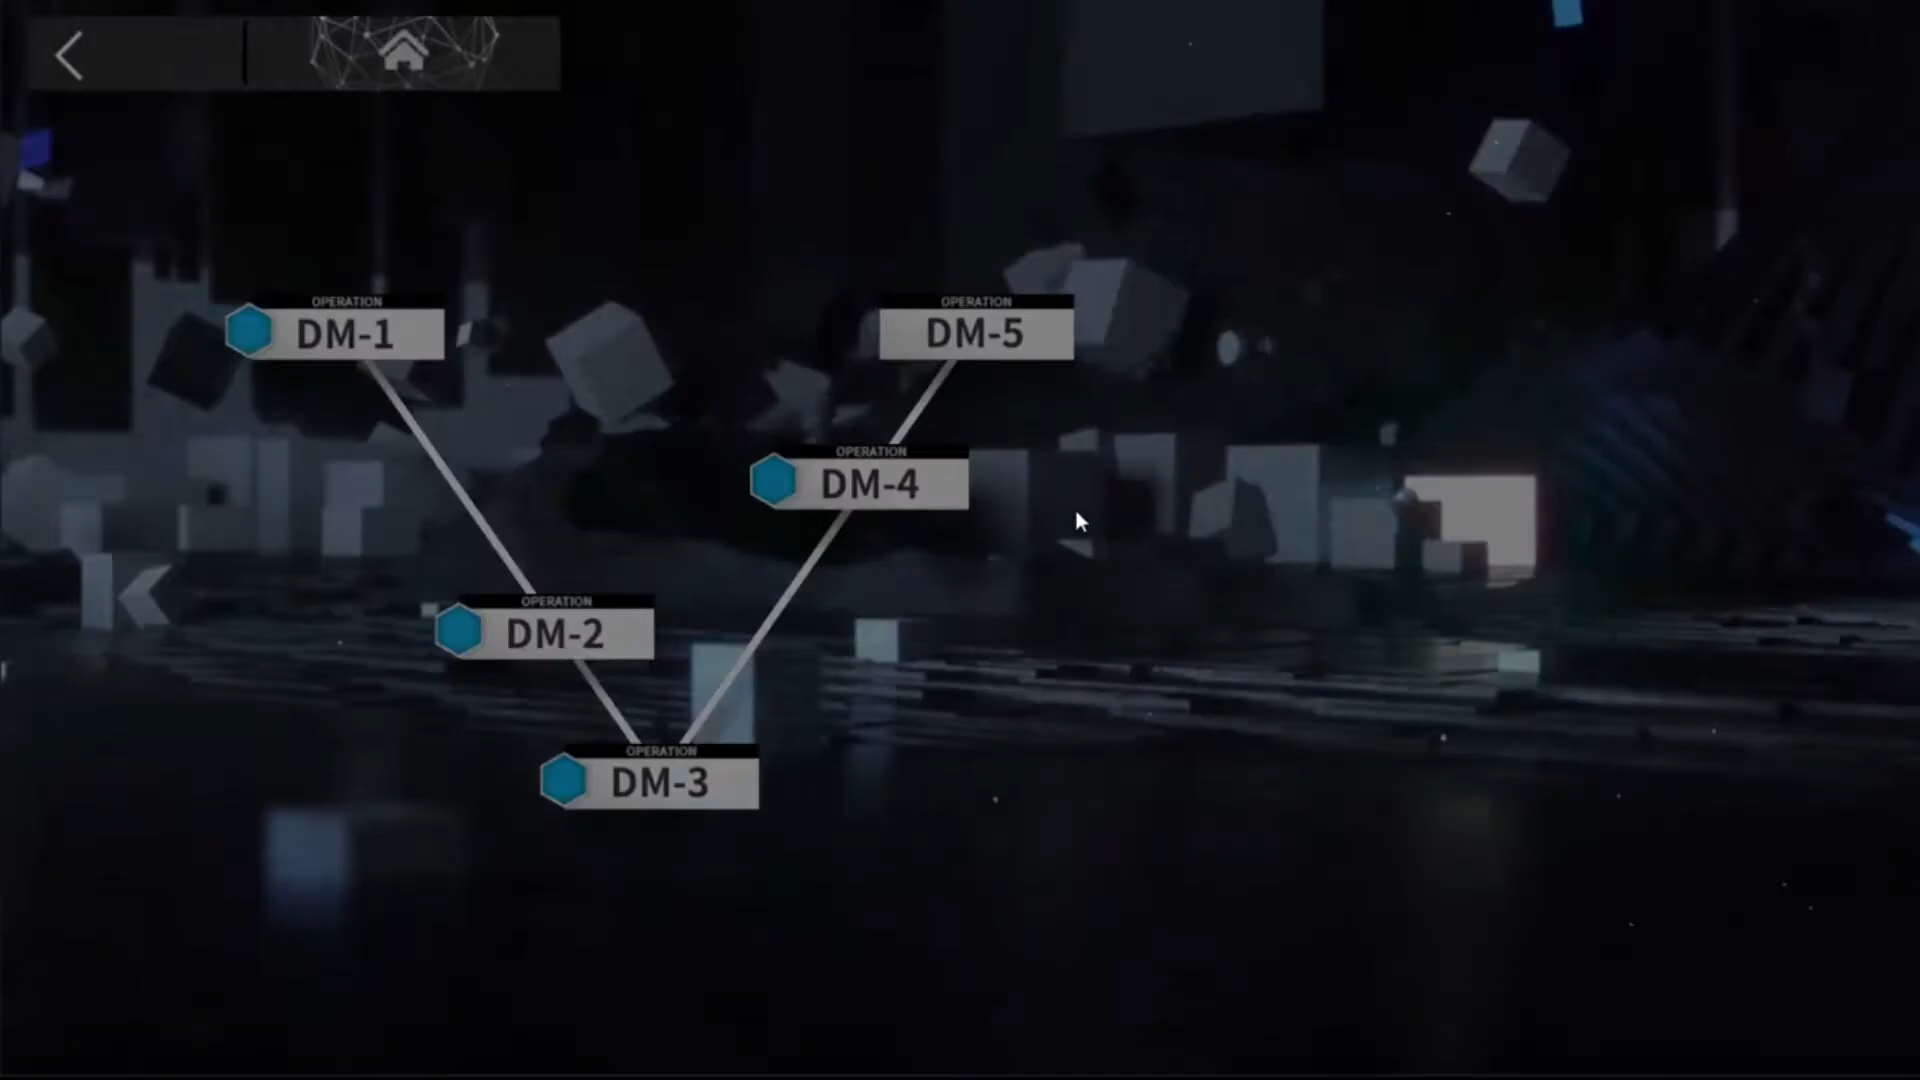 OPERATION
DM-1
OPERATION
DM-5
OPERATION
DM-4
OPERATION
DM-2
OPERATION
DM-3